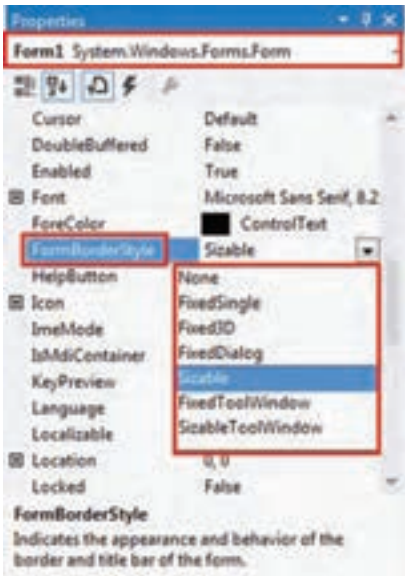 Properties
Form1 System.Windows.Forms.Form
Cursor Default
DoubleBuffered False
Enabled True
Font Microsoft Sans Serif, 8.2
ForeColor ControlText
FormBorderStyle Sizable
HelpButton None
Icon FixedSingle
ImeMode Fixed3D
IsMdiContainer FixedDialog
KeyPreview Sizable
Language FixedToolWindow
Localizable SizableToolWindow
Location 0, 0
Locked False
FormBorderStyle
Indicates the appearance and behavior of the
border and title bar of the form.